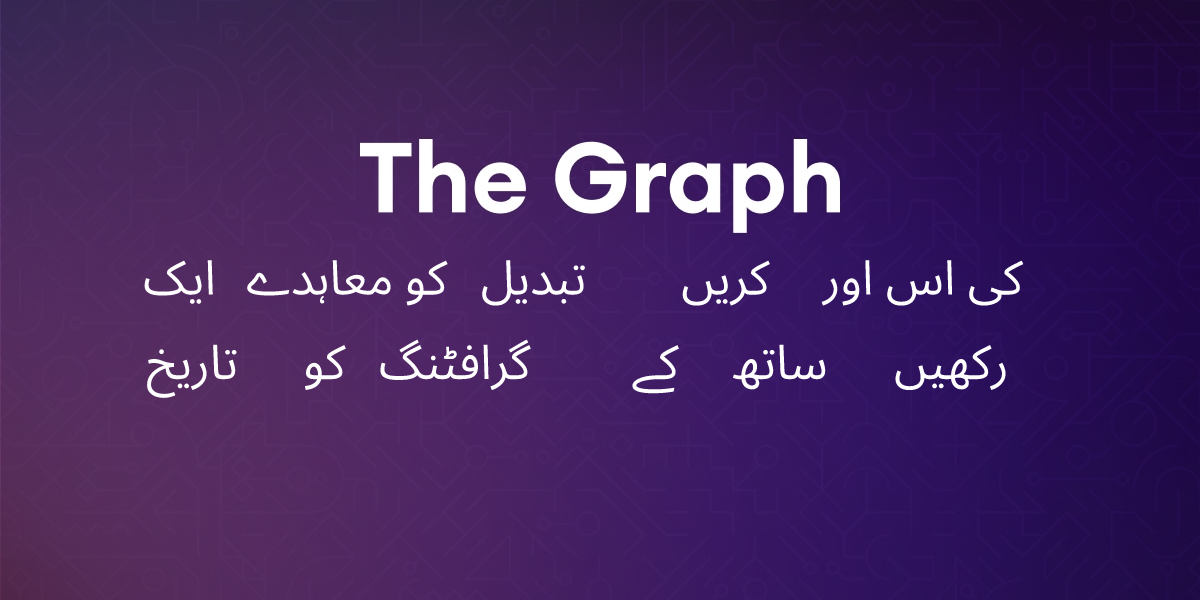 The Graph
ایک معاہدے کو تبدیل کریں اور اس کی
تاریخ کو گرافٹنگ کے ساتھ رکھیں